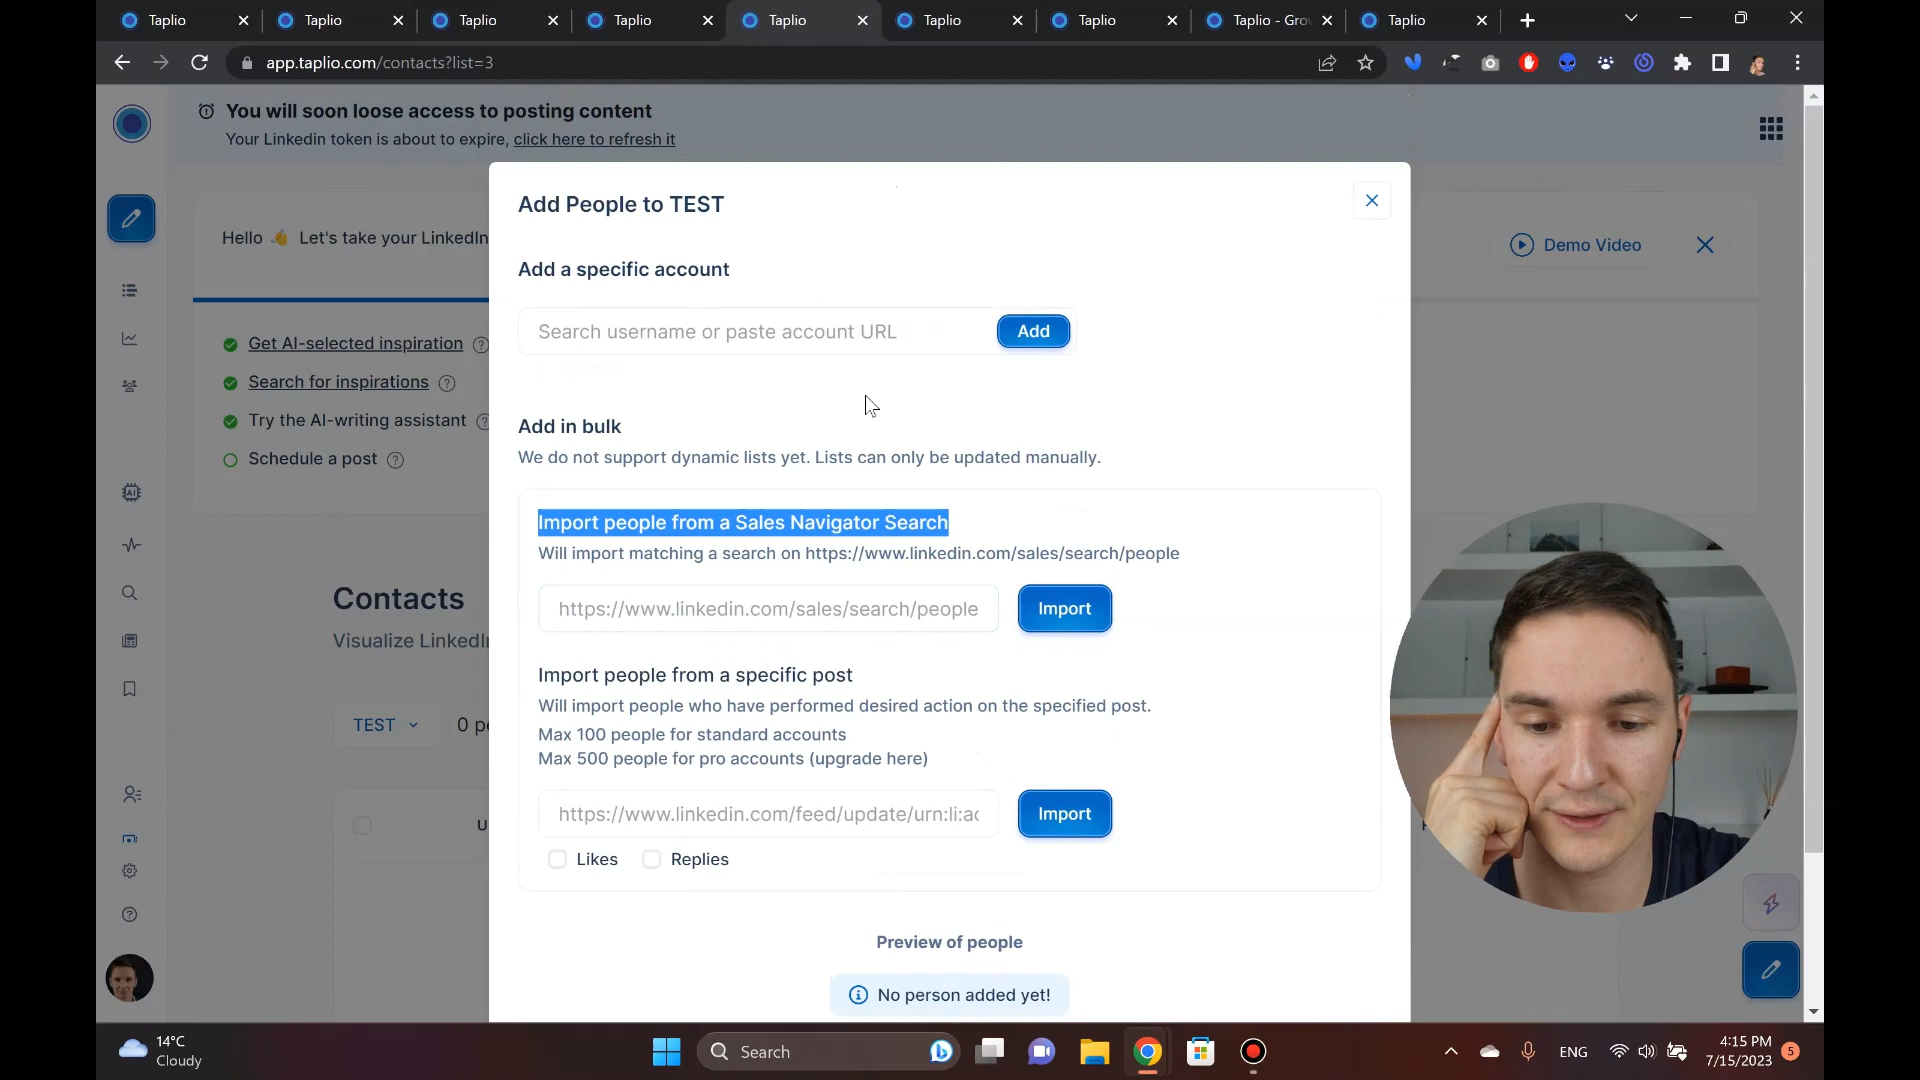 Taplio
Taplio
Taplio
Taplio
Taplio
Taplio
Taplio
Taplio - Gro
Taplio
app.taplio.com/contacts?list=3
You will soon loose access to posting content
Your Linkedin token is about to expire, click here to refresh it
Add People to TEST
Hello 👋 Let's take your LinkedIn
Demo Video
Add a specific account
Search username or paste account URL
Add
Get AI-selected inspiration
Search for inspirations
Try the AI-writing assistant
Schedule a post
Add in bulk
We do not support dynamic lists yet. Lists can only be updated manually.
Import people from a Sales Navigator Search
Will import matching a search on https://www.linkedin.com/sales/search/people
https://www.linkedin.com/sales/search/people
Import
Contacts
Visualize LinkedIn
Import people from a specific post
Will import people who have performed desired action on the specified post.
Max 100 people for standard accounts
Max 500 people for pro accounts (upgrade here)
TEST
0 pe
https://www.linkedin.com/feed/update/urn:li:ac
Import
U
Likes
Replies
Preview of people
No person added yet!
14°C
Cloudy
Search
ENG
4:15 PM
7/15/2023
5